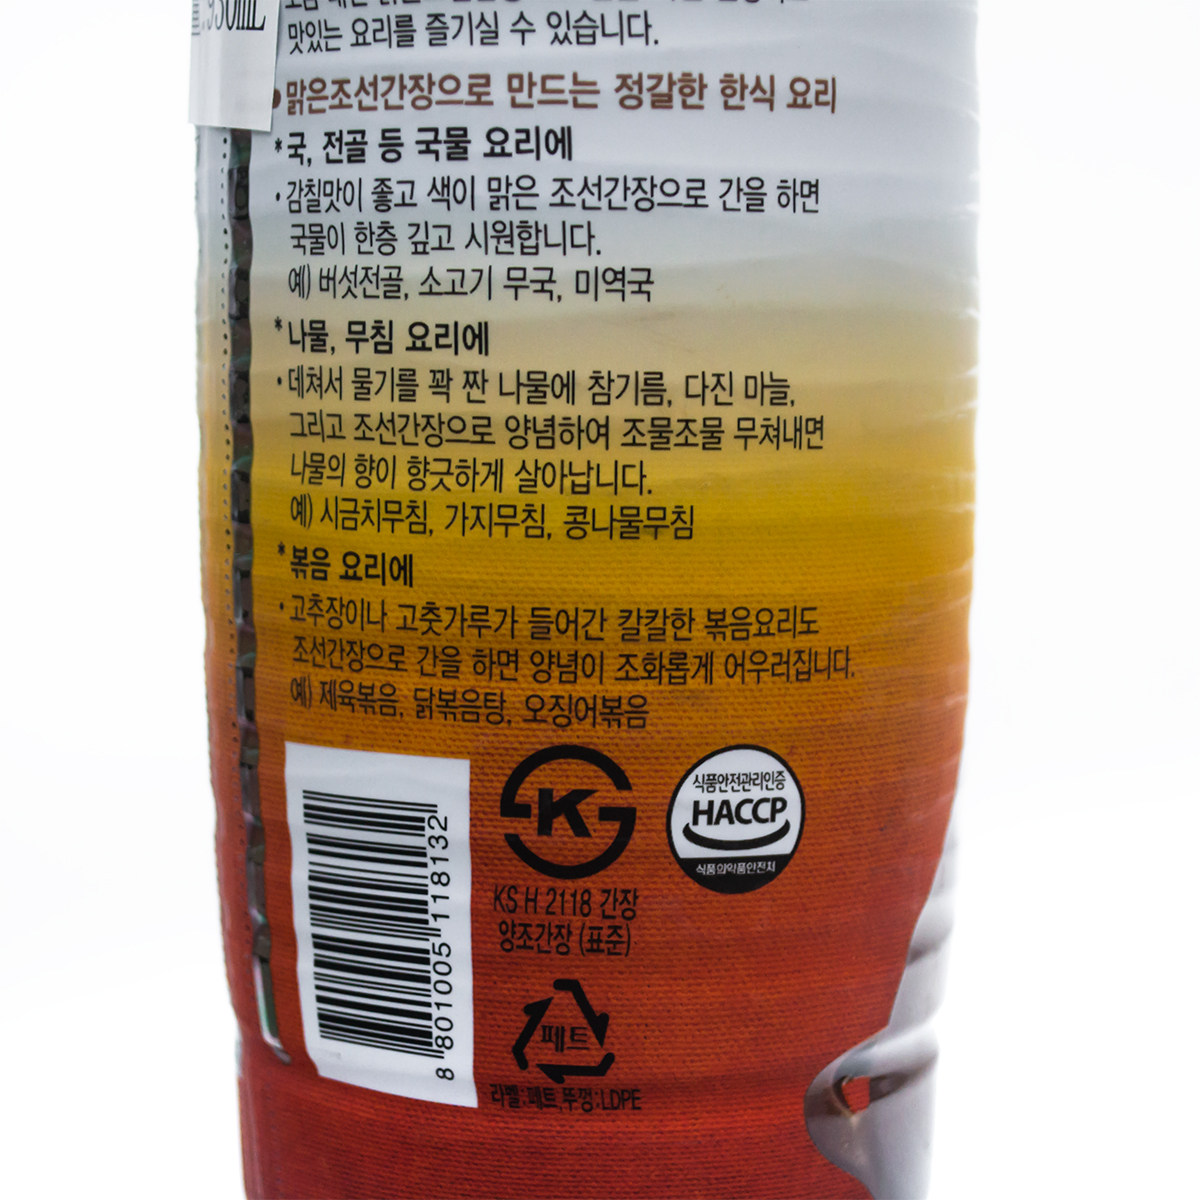 930mL
맛있는 요리를 즐기실 수 있습니다.
맑은조선간장으로 만드는 정갈한 한식 요리
*국, 전골 등 국물 요리에
·감칠맛이 좋고 색이 맑은 조선간장으로 간을 하면
국물이 한층 깊고 시원합니다.
예) 버섯전골, 소고기 무국, 미역국
*나물, 무침 요리에
·데쳐서 물기를 꽉 짠 나물에 참기름, 다진 마늘,
그리고 조선간장으로 양념하여 조물조물 무쳐내면
나물의 향이 향긋하게 살아납니다.
예) 시금치무침, 가지무침, 콩나물무침
*볶음 요리에
·고추장이나 고춧가루가 들어간 칼칼한 볶음요리도
조선간장으로 간을 하면 양념이 조화롭게 어우러집니다.
예) 제육볶음, 닭볶음탕, 오징어볶음
8 801005 118132
K
KS H 2118 간장
양조간장 (표준)
식품안전관리인증
HACCP
식품의약품안전처
페트
라벨:페트,뚜껑:LDPE